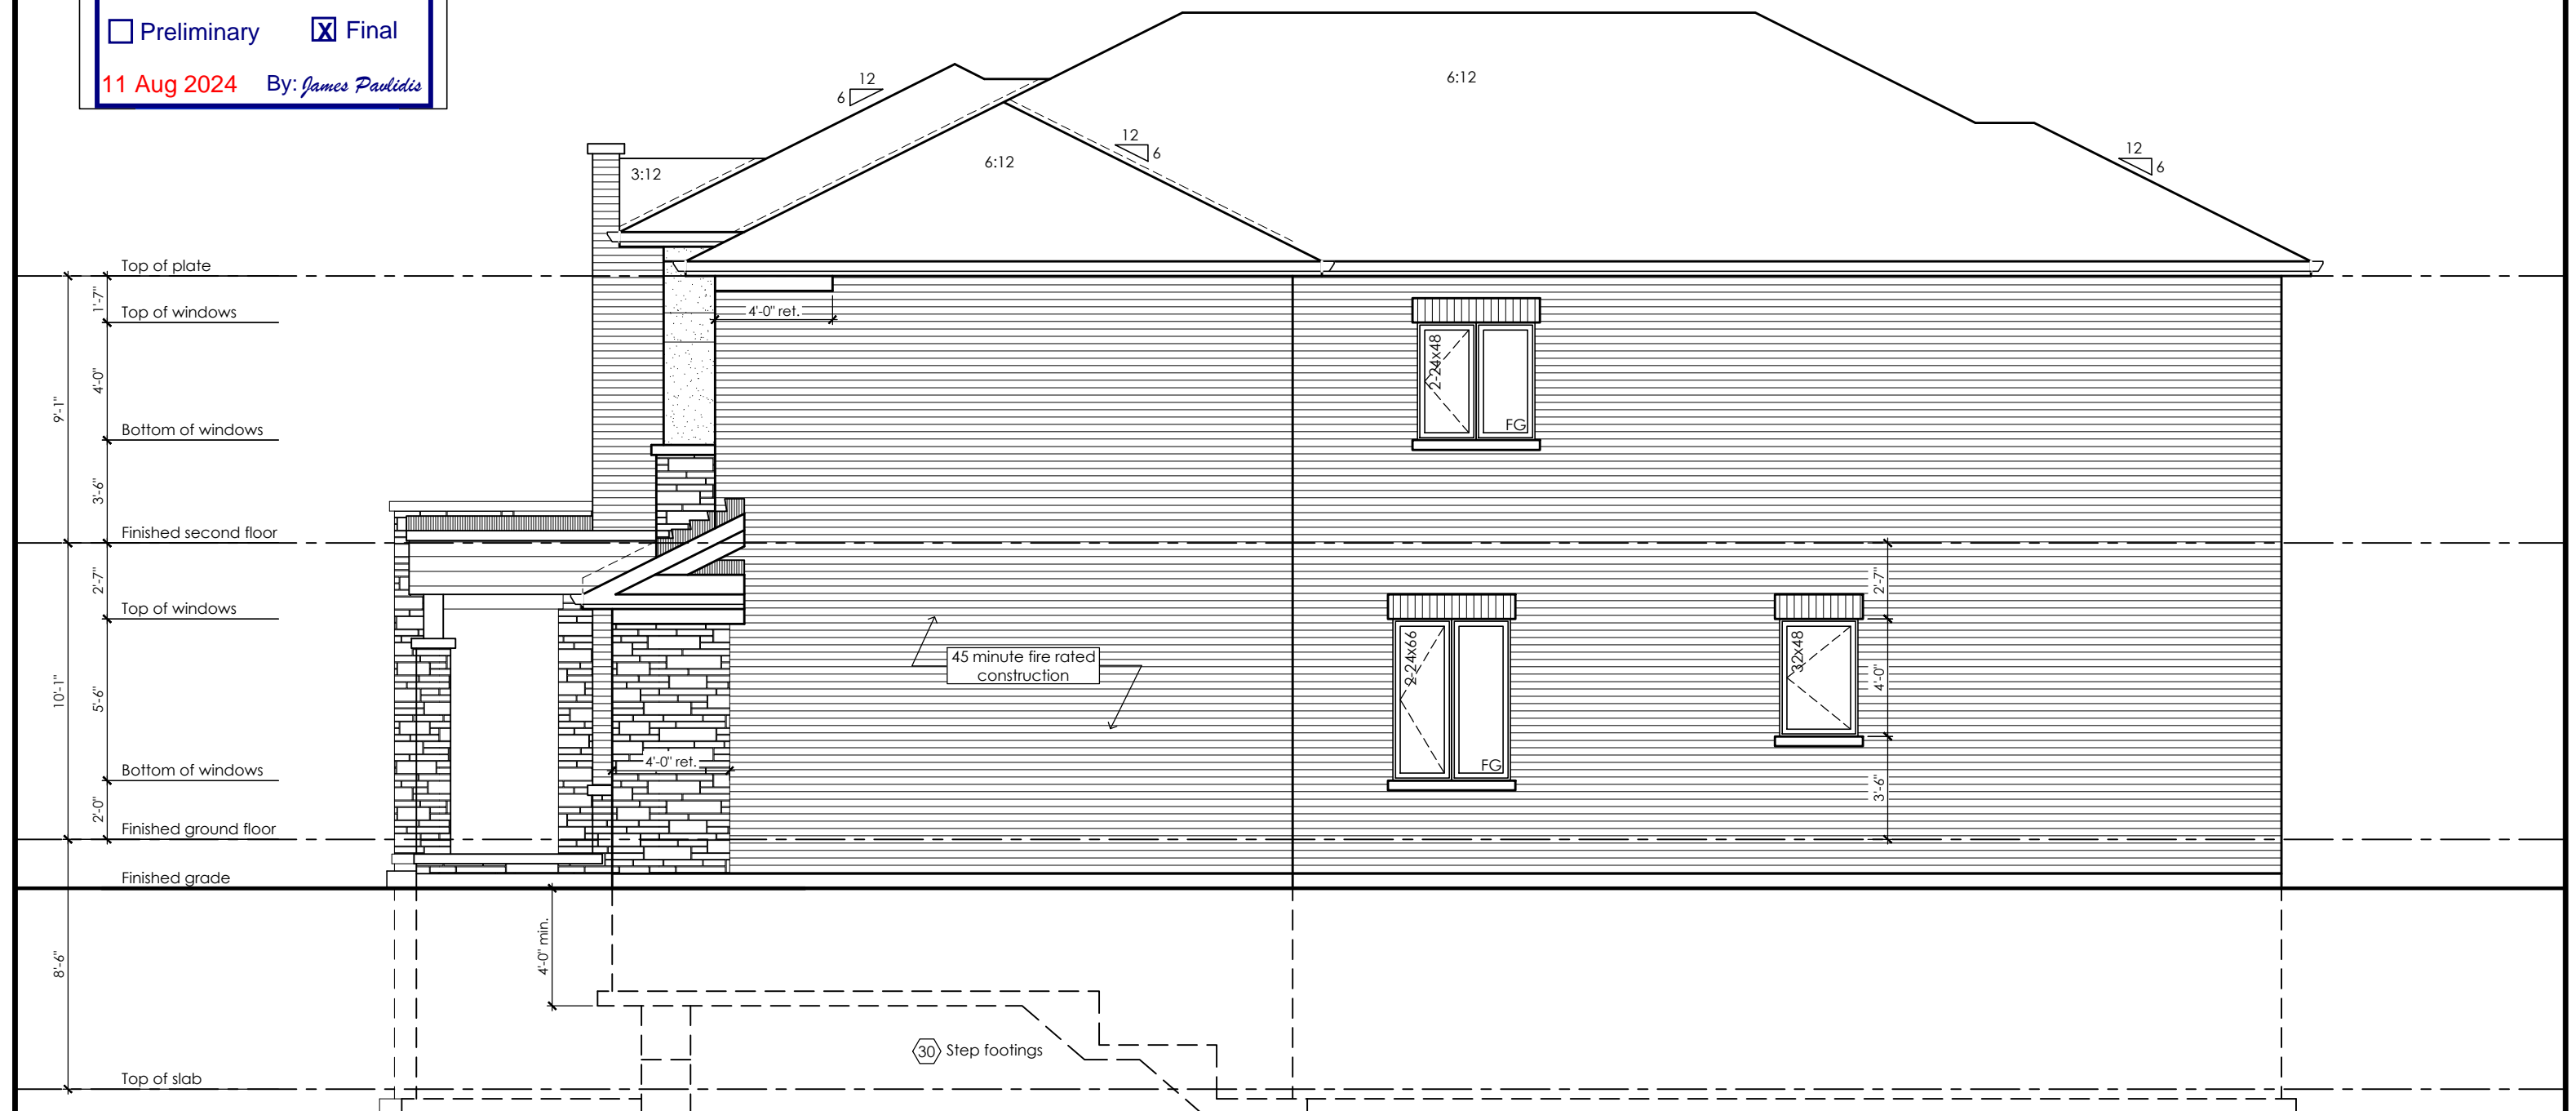 Preliminary
X Final
11 Aug 2024 By: James Pavlidis
12
6
6:12
12
6
6:12
12
6
3:12
Top of plate
1'-7"
Top of windows
4'-0" ret.
2-24x48
4'-0"
9'-1"
FG
Bottom of windows
3'-6"
Finished second floor
2'-7"
2'-7"
Top of windows
2-24x66
32x48
45 minute fire rated
construction
4'-0"
10'-1"
5'-6"
4'-0" ret.
FG
Bottom of windows
3'-6"
2'-0"
Finished ground floor
Finished grade
4'-0" min.
8'-6"
30 Step footings
Top of slab